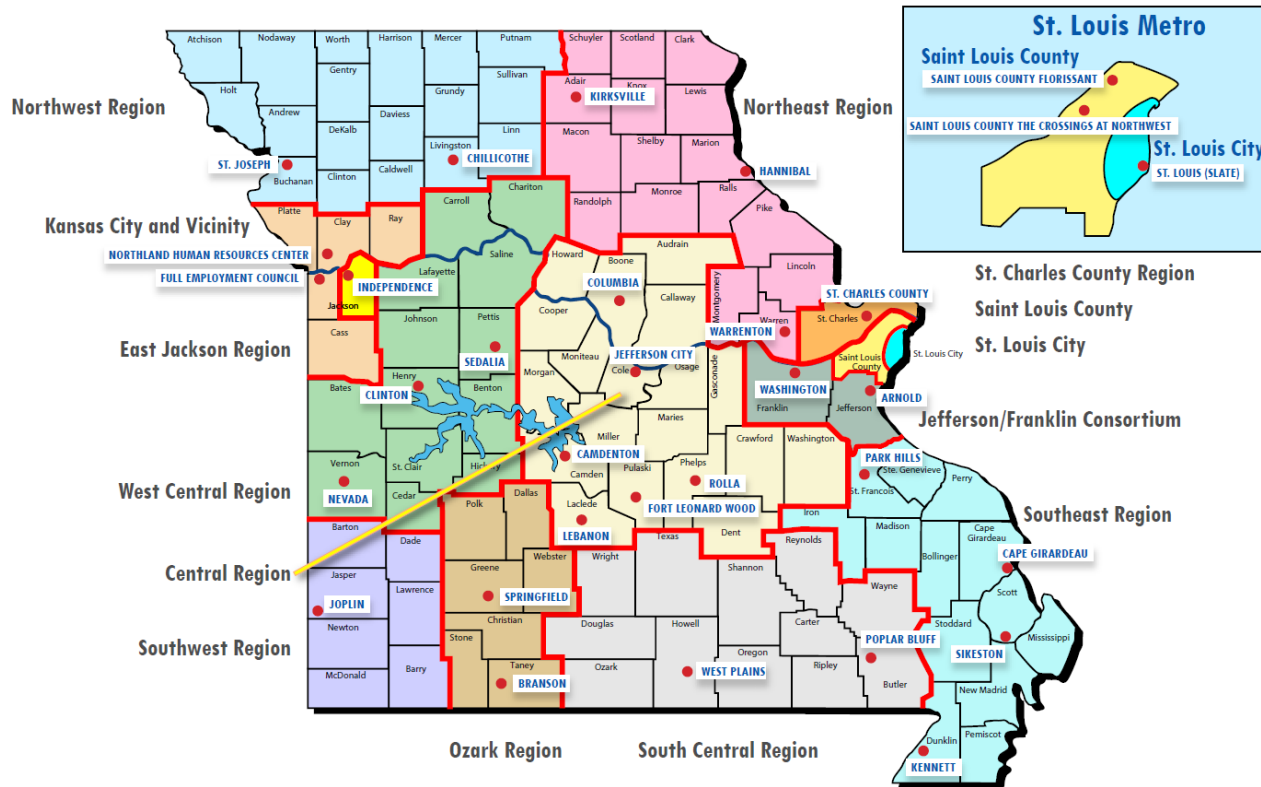 St. Louis Metro
Saint Louis County
SAINT LOUIS COUNTY FLORISSANT
SAINT LOUIS COUNTY THE CROSSINGS AT NORTHWEST
St. Louis City
ST. LOUIS (SLATE)
Northwest Region
Northeast Region
Atchison
Nodaway
Worth
Harrison
Mercer
Putnam
Schuyler
Scotland
Clark
Gentry
Sullivan
Adair
Knox
Holt
Grundy
Lewis
KIRKSVILLE
Andrew
DeKalb
Daviess
Linn
Macon
Shelby
Marion
Livingston
ST. JOSEPH
CHILLICOTHE
HANNIBAL
Buchanan
Clinton
Caldwell
Chariton
Carroll
Randolph
Monroe
Ralls
Pike
Kansas City and Vicinity
Platte
Clay
Ray
Audrain
NORTHLAND HUMAN RESOURCES CENTER
Saline
Howard
Boone
Lincoln
FULL EMPLOYMENT COUNCIL
INDEPENDENCE
Lafayette
COLUMBIA
Callaway
Montgomery
ST. CHARLES COUNTY
St. Charles County Region
Jackson
Cooper
Warren
St. Charles
Saint Louis County
Johnson
Pettis
WARRENTON
Cass
East Jackson Region
SEDALIA
Moniteau
JEFFERSON CITY
St. Louis City
St. Louis City
Saint Louis
County
Morgan
Cole
Osage
Gasconade
WASHINGTON
Bates
Henry
Benton
CLINTON
Franklin
Jefferson
ARNOLD
Jefferson/Franklin Consortium
Maries
Miller
Crawford
Washington
CAMDENTON
PARK HILLS
Vernon
St. Clair
Hickory
Camden
Pulaski
Phelps
Ste. Genevieve
Perry
West Central Region
NEVADA
ROLLA
St. Francois
Cedar
Dallas
Polk
Laclede
FORT LEONARD WOOD
Iron
Southeast Region
Barton
LEBANON
Texas
Dent
Madison
Cape
Girardeau
Dade
Webster
Wright
Reynolds
Bollinger
CAPE GIRARDEAU
Central Region
Jasper
Greene
Shannon
Wayne
Lawrence
SPRINGFIELD
Scott
JOPLIN
Newton
Christian
Douglas
Howell
Carter
Stoddard
Mississippi
Southwest Region
Stone
Oregon
POPLAR BLUFF
SIKESTON
McDonald
Barry
Taney
Ozark
WEST PLAINS
Ripley
BRANSON
Butler
New Madrid
Dunklin
Pemiscot
Ozark Region
South Central Region
KENNETT